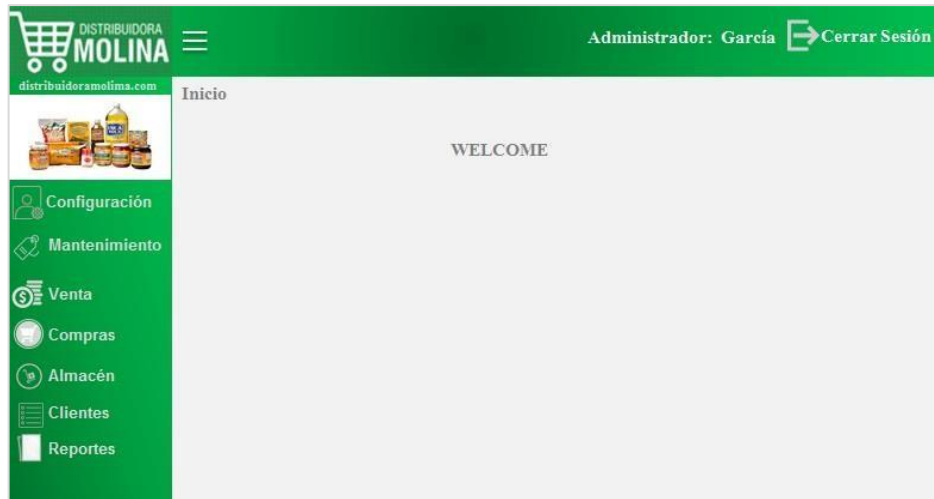 DISTRIBUIDORA
MOLINA
Administrador: García
Cerrar Sesión
distribuidoramolima.com
Inicio
WELCOME
Configuración
Mantenimiento
Venta
Compras
Almacén
Clientes
Reportes